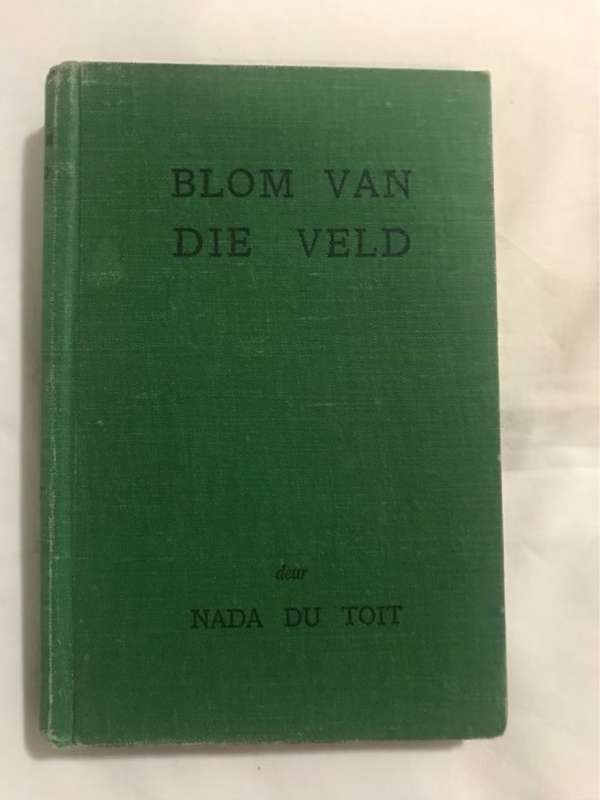 BLOM VAN
DIE VELD
deur
NADA DU TOIT